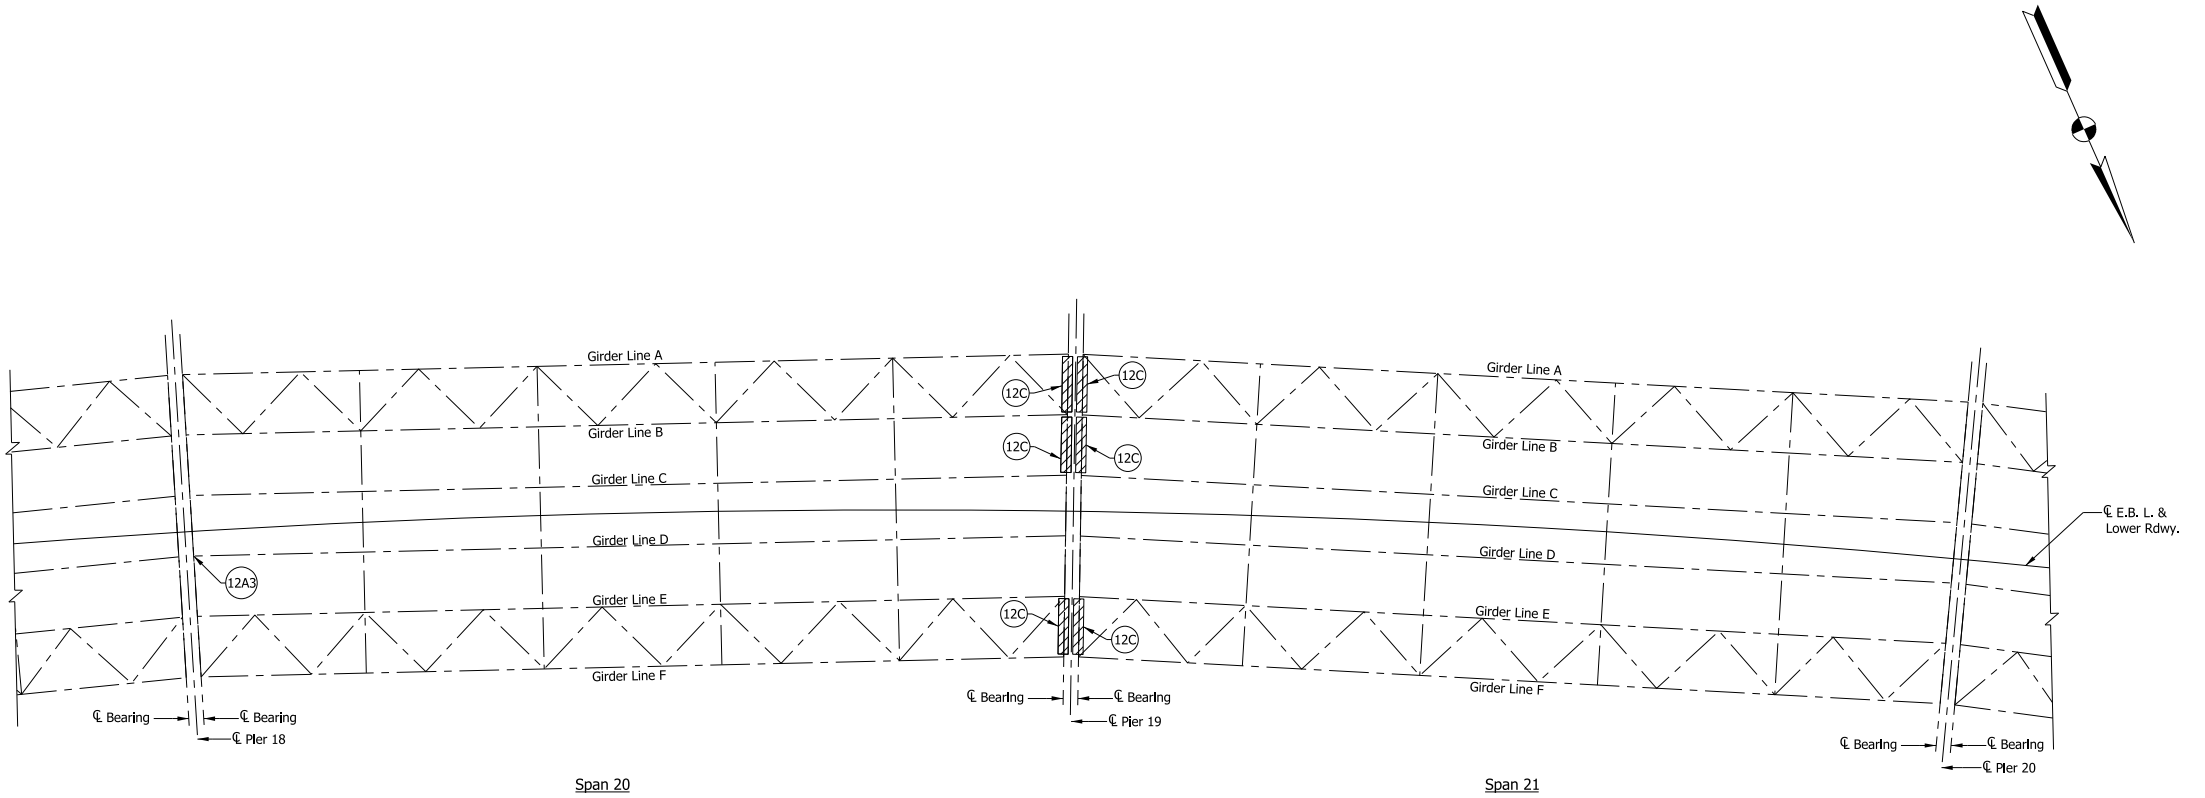 Girder Line A
Girder Line A
12C
12C
Girder Line B
Girder Line B
12C
12C
Girder Line C
Girder Line C
℄ E.B. L. &
Lower Rdwy.
Girder Line D
Girder Line D
12A3
Girder Line E
Girder Line E
12C
12C
Girder Line F
Girder Line F
℄ Bearing
℄ Bearing
℄ Pier 18
℄ Bearing
℄ Bearing
℄ Pier 19
℄ Bearing
℄ Bearing
℄ Pier 20
Span 20
Span 21